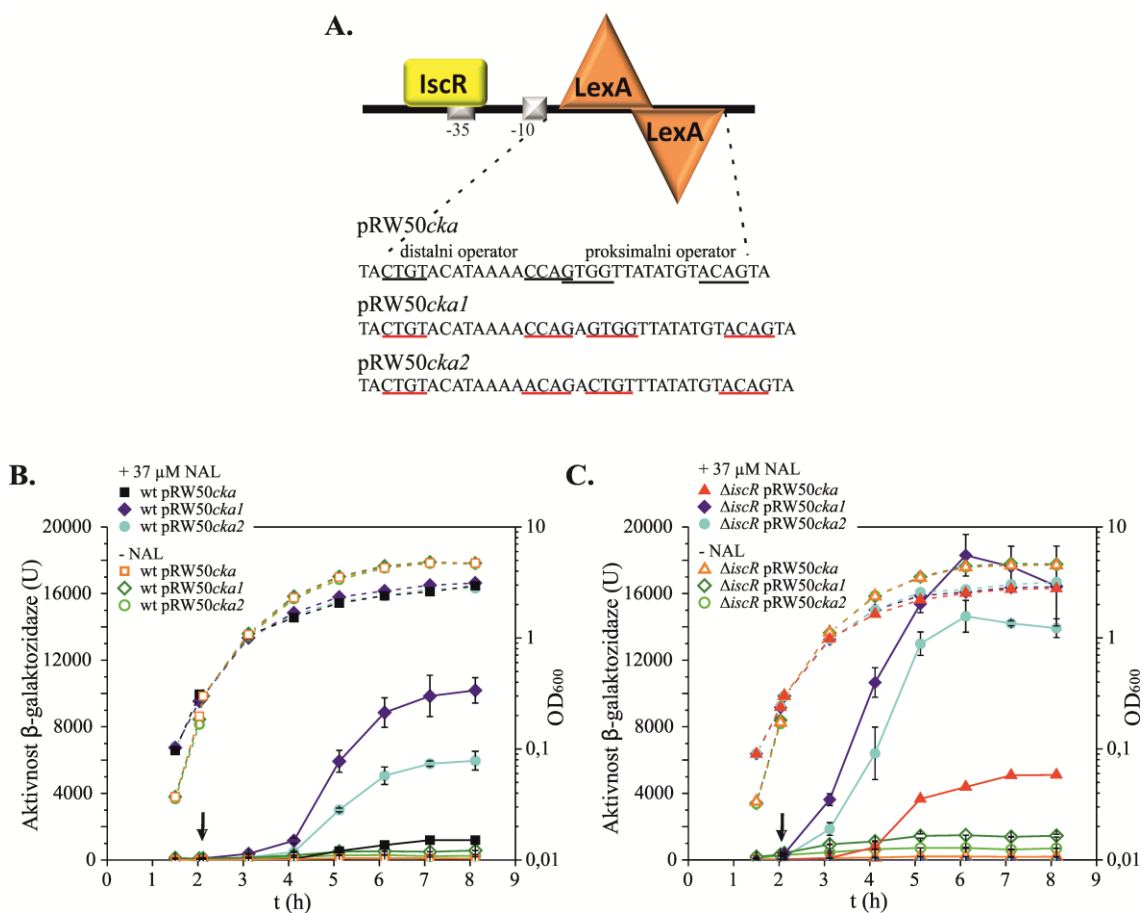 A.
IscR
LexA
LexA
-35
-10
pRW50cka
distalni operator
proksimalni operator
TACTGTACATAAAACCAGTGGTTATATGTACAGTA
pRW50cka1
TACTGTACATAAAACCAGAGTGGTTATATGTACAGTA
pRW50cka2
TACTGTACATAAAAACAGACTGTTTATATGTACAGTA
B.
+ 37 µM NAL
wt pRW50cka
wt pRW50cka1
wt pRW50cka2
- NAL
wt pRW50cka
wt pRW50cka1
wt pRW50cka2
Aktivnost β-galaktozidaze (U)
20000
16000
12000
8000
4000
0
10
1
0,1
0,01
OD600
0 1 2 3 4 5 6 7 8 9
t (h)
C.
+ 37 µM NAL
ΔiscR pRW50cka
ΔiscR pRW50cka1
ΔiscR pRW50cka2
- NAL
ΔiscR pRW50cka
ΔiscR pRW50cka1
ΔiscR pRW50cka2
Aktivnost β-galaktozidaze (U)
20000
16000
12000
8000
4000
0
10
1
0,1
0,01
OD600
0 1 2 3 4 5 6 7 8 9
t (h)